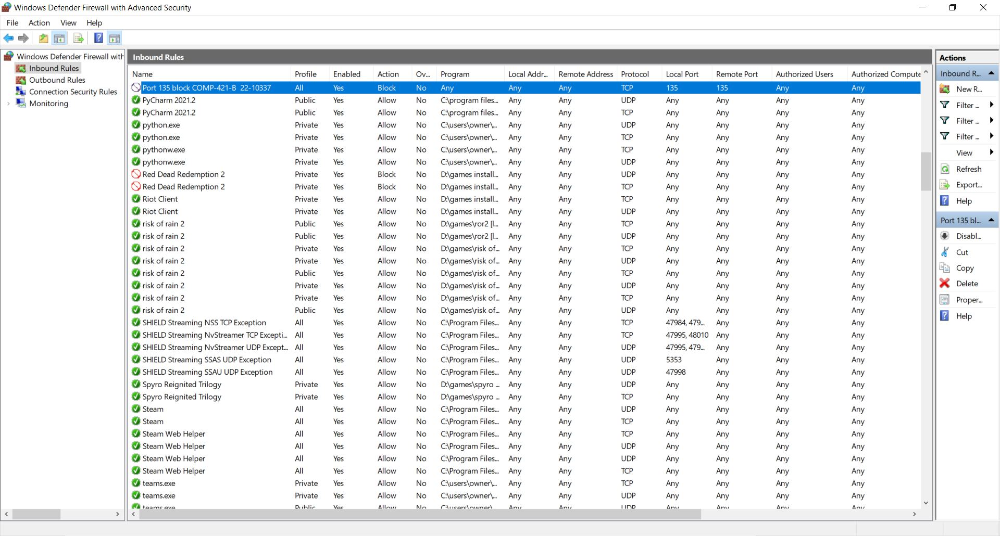 Windows Defender Firewall with Advanced Security
File Action View Help
Windows Defender Firewall with
Inbound Rules
Outbound Rules
Connection Security Rules
Monitoring
Inbound Rules
Name Profile Enabled Action Ov... Program Local Addr... Remote Address Protocol Local Port Remote Port Authorized Users Authorized Compute
Port 135 block COMP-421-B 22-10337 All Yes Block No Any Any Any TCP 135 135 Any Any
PyCharm 2021.2 Public Yes Allow No C:\program files... Any Any UDP Any Any Any Any
PyCharm 2021.2 Public Yes Allow No C:\program files... Any Any TCP Any Any Any Any
python.exe Private Yes Allow No C:\users\owner\... Any Any UDP Any Any Any Any
python.exe Private Yes Allow No C:\users\owner\... Any Any TCP Any Any Any Any
pythonw.exe Private Yes Allow No C:\users\owner\... Any Any TCP Any Any Any Any
pythonw.exe Private Yes Allow No C:\users\owner\... Any Any UDP Any Any Any Any
Red Dead Redemption 2 Private Yes Block No D:\games install... Any Any UDP Any Any Any Any
Red Dead Redemption 2 Private Yes Block No D:\games install... Any Any TCP Any Any Any Any
Riot Client Private Yes Allow No D:\games install... Any Any TCP Any Any Any Any
Riot Client Private Yes Allow No D:\games install... Any Any UDP Any Any Any Any
risk of rain 2 Public Yes Allow No D:\games\ror2 [l... Any Any TCP Any Any Any Any
risk of rain 2 Public Yes Allow No D:\games\ror2 [l... Any Any UDP Any Any Any Any
risk of rain 2 Private Yes Allow No D:\games\risk of... Any Any TCP Any Any Any Any
risk of rain 2 Private Yes Allow No D:\games\risk of... Any Any UDP Any Any Any Any
risk of rain 2 Public Yes Allow No D:\games\risk of... Any Any TCP Any Any Any Any
risk of rain 2 Private Yes Allow No D:\games\risk of... Any Any UDP Any Any Any Any
risk of rain 2 Private Yes Allow No D:\games\risk of... Any Any TCP Any Any Any Any
risk of rain 2 Public Yes Allow No D:\games\risk of... Any Any UDP Any Any Any Any
SHIELD Streaming NSS TCP Exception All Yes Allow No C:\Program Files... Any Any TCP 47984, 479... Any Any Any
SHIELD Streaming NvStreamer TCP Excepti... All Yes Allow No C:\Program Files... Any Any TCP 47995, 48010 Any Any Any
SHIELD Streaming NvStreamer UDP Except... All Yes Allow No C:\Program Files... Any Any UDP 47995, 479... Any Any Any
SHIELD Streaming SSAS UDP Exception All Yes Allow No C:\Program Files... Any Any UDP 5353 Any Any Any
SHIELD Streaming SSAU UDP Exception All Yes Allow No C:\Program Files... Any Any UDP 47998 Any Any Any
Spyro Reignited Trilogy Private Yes Allow No D:\games\spyro ... Any Any UDP Any Any Any Any
Spyro Reignited Trilogy Private Yes Allow No D:\games\spyro ... Any Any TCP Any Any Any Any
Steam All Yes Allow No C:\Program Files... Any Any UDP Any Any Any Any
Steam All Yes Allow No C:\Program Files... Any Any TCP Any Any Any Any
Steam Web Helper All Yes Allow No C:\Program Files... Any Any TCP Any Any Any Any
Steam Web Helper All Yes Allow No C:\Program Files... Any Any UDP Any Any Any Any
Steam Web Helper All Yes Allow No C:\Program Files... Any Any UDP Any Any Any Any
Steam Web Helper All Yes Allow No C:\Program Files... Any Any TCP Any Any Any Any
teams.exe Private Yes Allow No C:\users\owner\... Any Any TCP Any Any Any Any
teams.exe Private Yes Allow No C:\users\owner\... Any Any UDP Any Any Any Any
teams.exe Public Yes Allow No C:\users\owner\... Any Any UDP Any Any Any Any
Actions
Inbound R...
New R...
Filter ...
Filter ...
Filter ...
View
Refresh
Export...
Help
Port 135 bl...
Disabl...
Cut
Copy
Delete
Proper...
Help